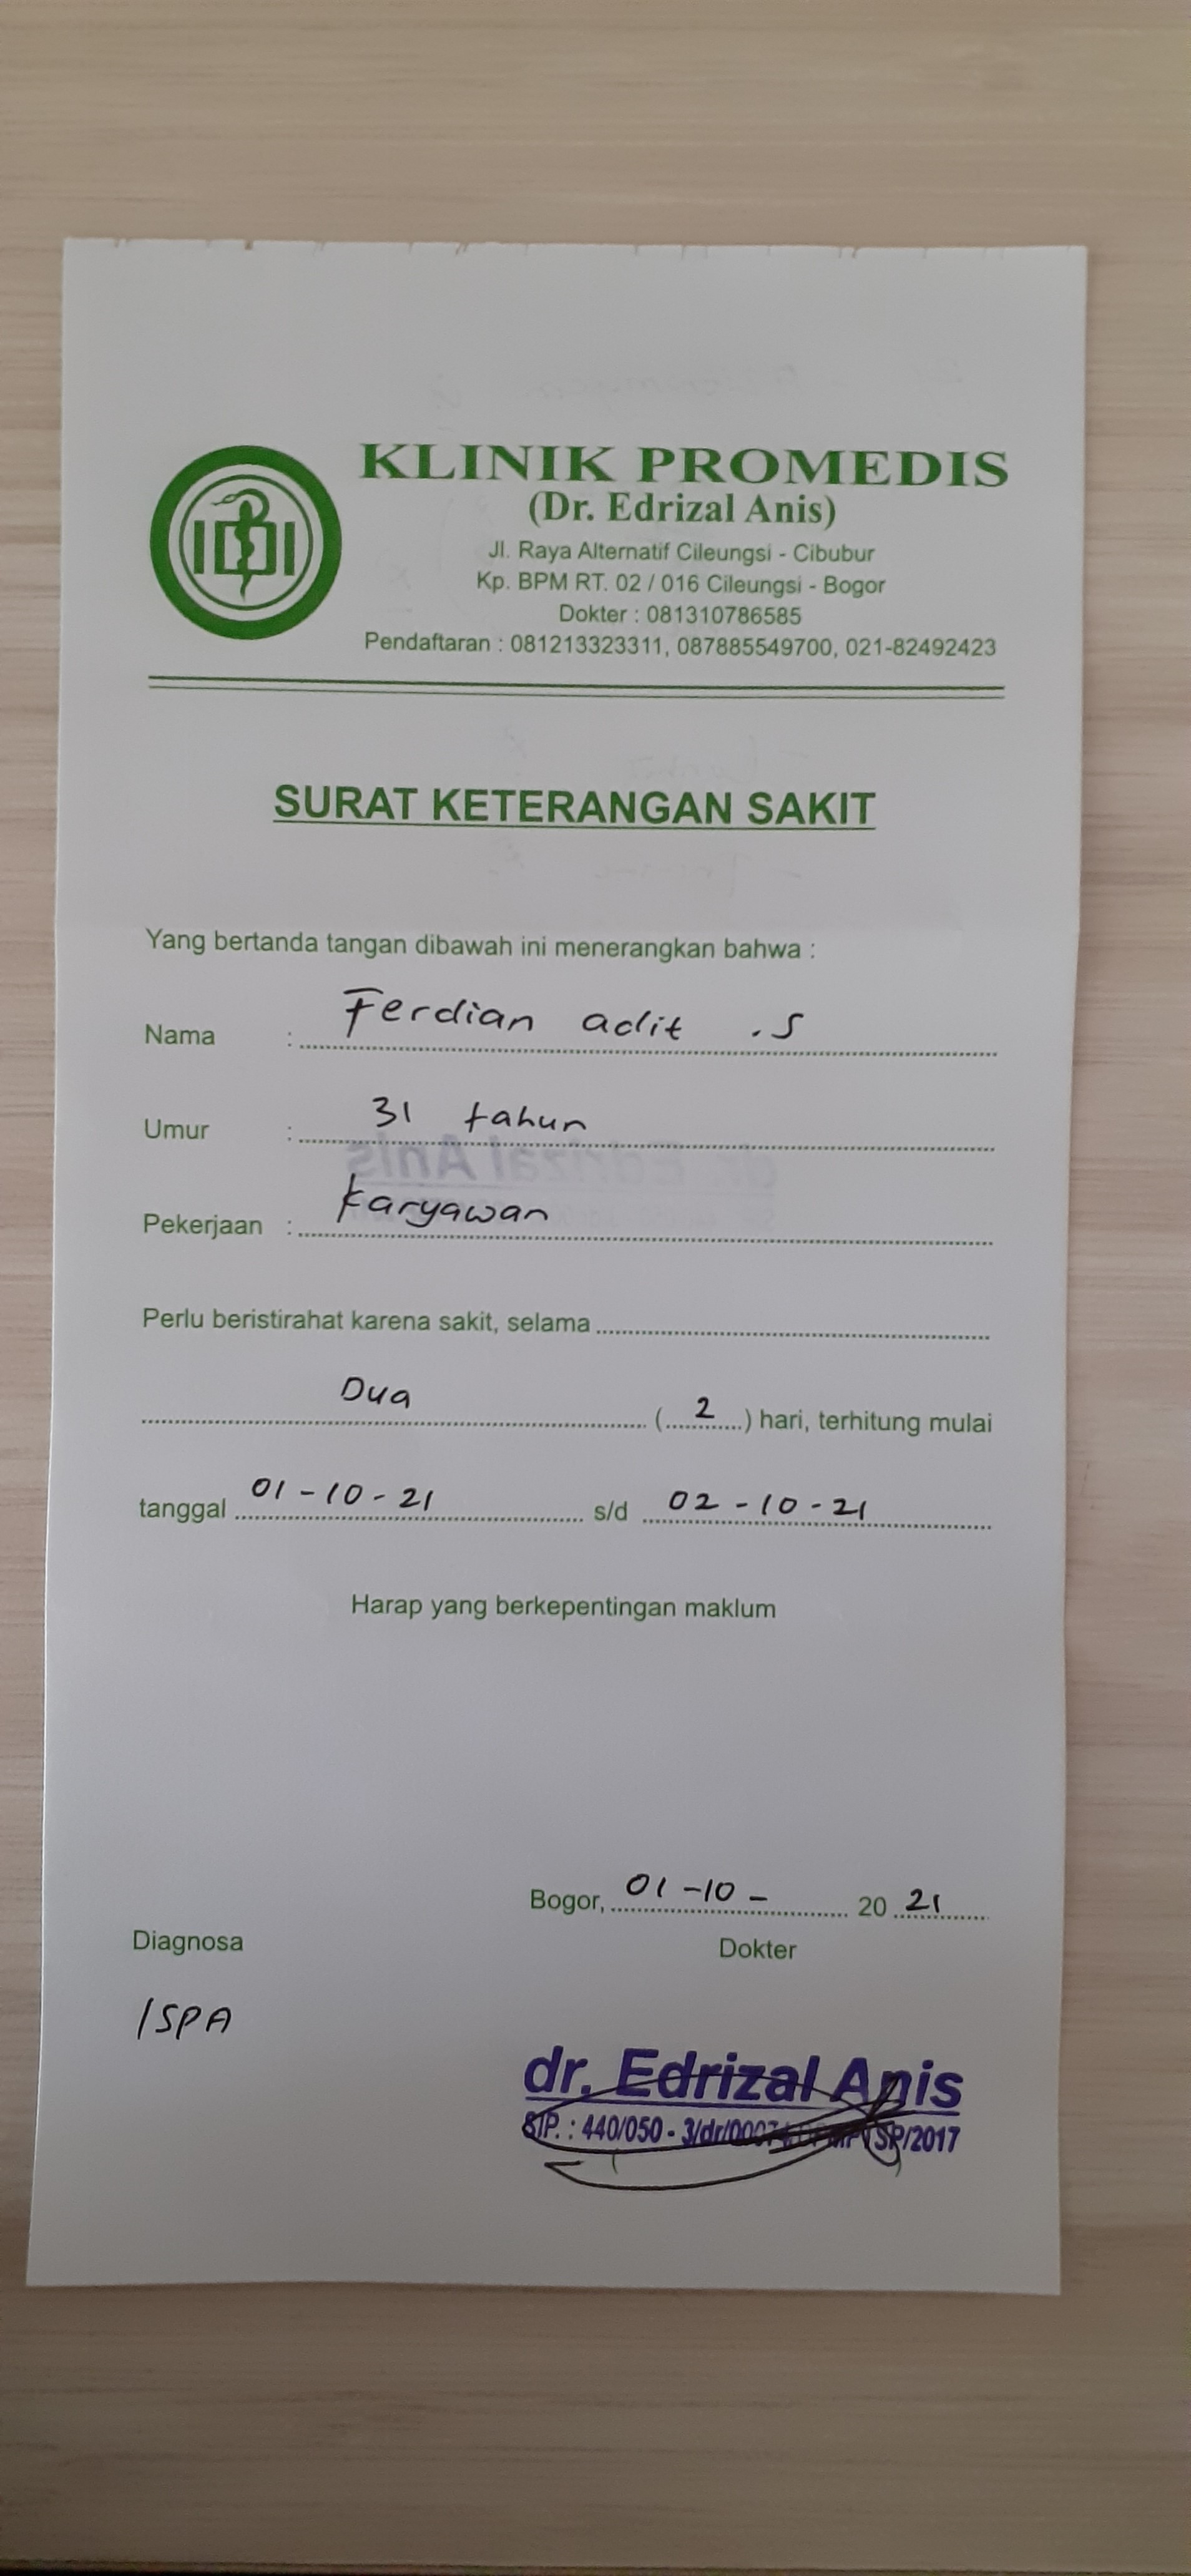 IDI
KLINIK PROMEDIS
(Dr. Edrizal Anis)
Jl. Raya Alternatif Cileungsi - Cibubur
Kp. BPM RT. 02 / 016 Cileungsi - Bogor
Dokter : 081310786585
Pendaftaran : 081213323311, 087885549700, 021-82492423
SURAT KETERANGAN SAKIT
Yang bertanda tangan dibawah ini menerangkan bahwa :
Nama : Ferdian adit .S
Umur : 31 tahun
Pekerjaan : karyawan
Perlu beristirahat karena sakit, selama
Dua (2) hari, terhitung mulai
tanggal 01-10-21 s/d 02-10-21
Harap yang berkepentingan maklum
Bogor, 01-10- 20 21
Diagnosa Dokter
ISPA
dr. Edrizal Anis
SIP. : 440/050 - 3/dr/